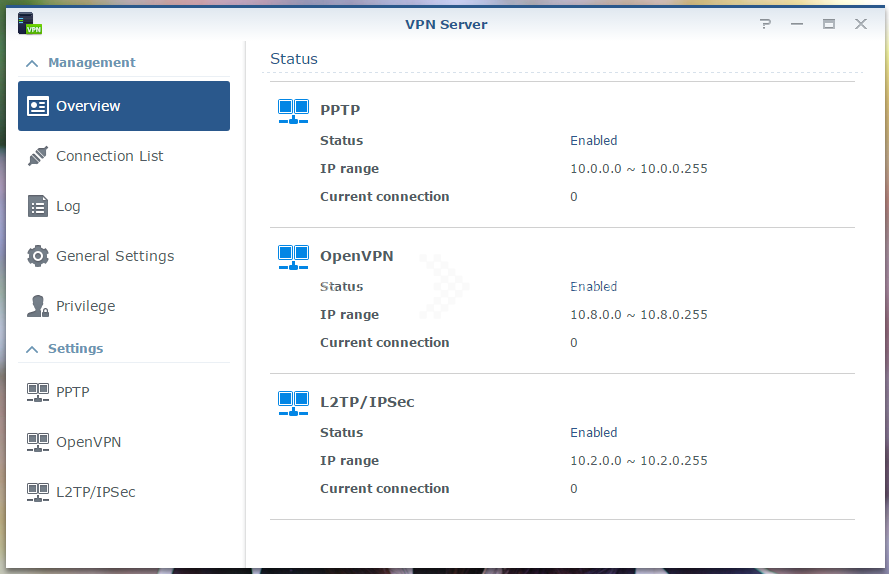 VPN
VPN Server
Management
Overview
Connection List
Log
General Settings
Privilege
Settings
PPTP
OpenVPN
L2TP/IPSec
Status
PPTP
Status Enabled
IP range 10.0.0.0 ~ 10.0.0.255
Current connection 0
OpenVPN
Status Enabled
IP range 10.8.0.0 ~ 10.8.0.255
Current connection 0
L2TP/IPSec
Status Enabled
IP range 10.2.0.0 ~ 10.2.0.255
Current connection 0